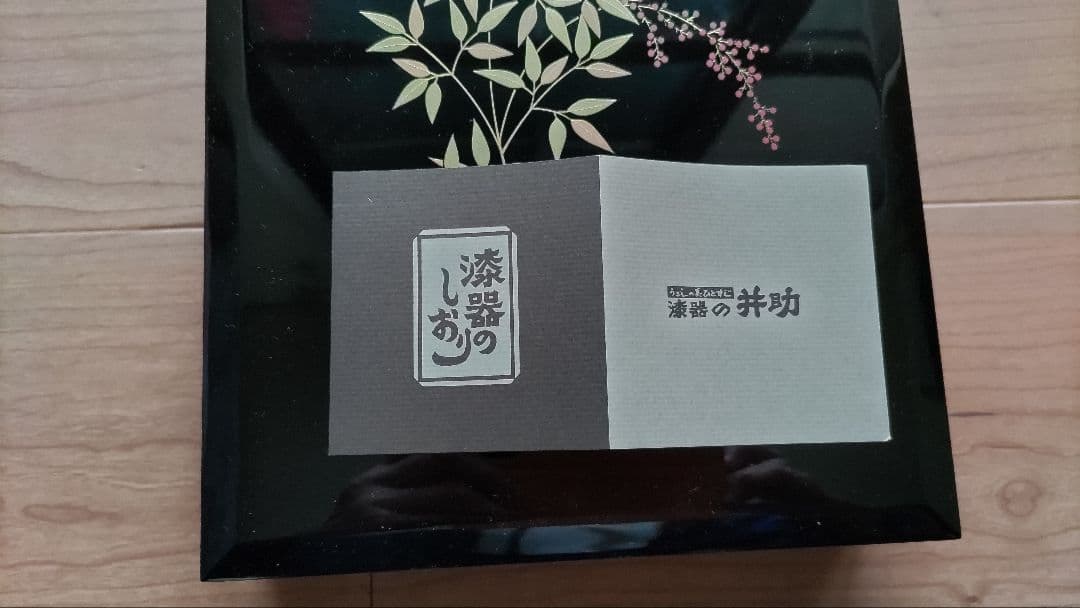 漆器の
しおり
うるしの美ひとすじ
漆器の井助